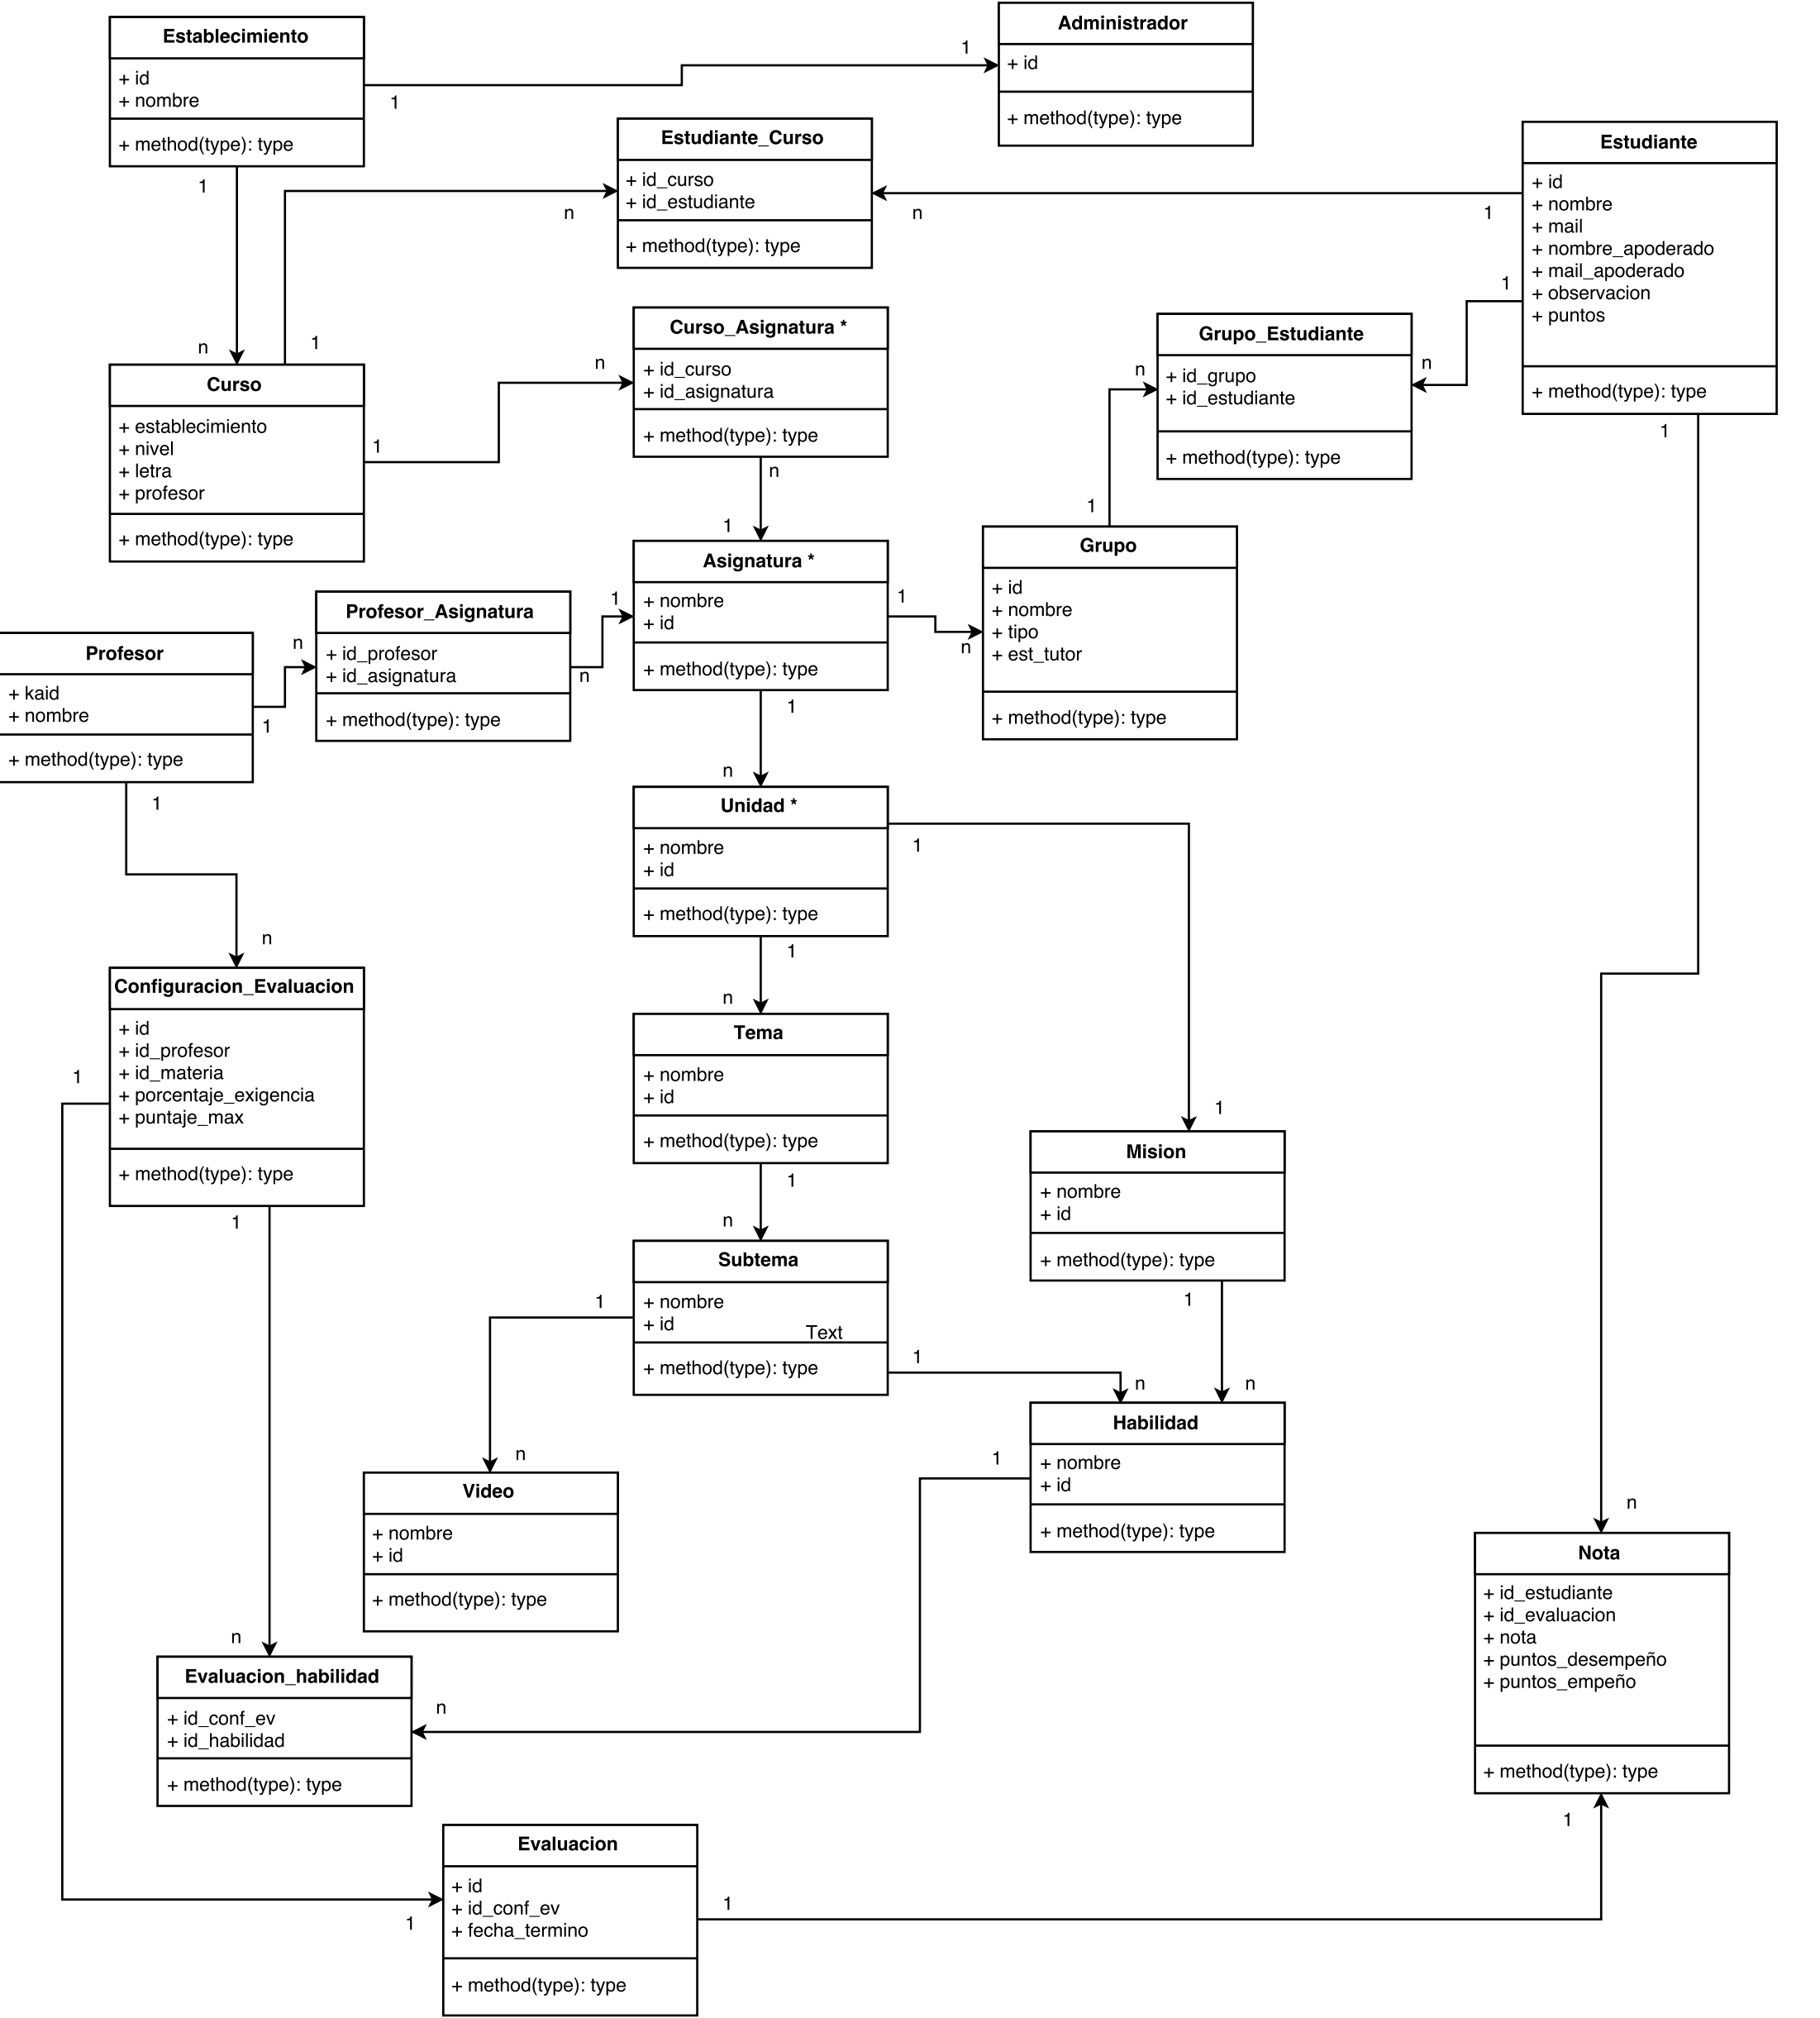 Establecimiento
+ id
+ nombre
+ method(type): type
1
1
Administrador
+ id
+ method(type): type
Estudiante_Curso
+ id_curso
+ id_estudiante
+ method(type): type
n
n
1
Estudiante
+ id
+ nombre
+ mail
+ nombre_apoderado
+ mail_apoderado
+ observacion
+ puntos
+ method(type): type
1
1
1
n
1
Curso
+ establecimiento
+ nivel
+ letra
+ profesor
+ method(type): type
1
n
Curso_Asignatura *
+ id_curso
+ id_asignatura
+ method(type): type
n
1
Grupo_Estudiante
+ id_grupo
+ id_estudiante
+ method(type): type
n
n
1
Grupo
+ id
+ nombre
+ tipo
+ est_tutor
+ method(type): type
Asignatura *
+ nombre
+ id
+ method(type): type
1
n
1
n
Profesor_Asignatura
+ id_profesor
+ id_asignatura
+ method(type): type
n
1
Profesor
+ kaid
+ nombre
+ method(type): type
n
1
1
n
Unidad *
+ nombre
+ id
+ method(type): type
1
1
n
Configuracion_Evaluacion
+ id
+ id_profesor
+ id_materia
+ porcentaje_exigencia
+ puntaje_max
+ method(type): type
1
1
Tema
+ nombre
+ id
+ method(type): type
1
n
1
Mision
+ nombre
+ id
+ method(type): type
1
n
Subtema
+ nombre
+ id
Text
+ method(type): type
1
1
n
n
Habilidad
+ nombre
+ id
+ method(type): type
1
Video
+ nombre
+ id
+ method(type): type
n
Nota
+ id_estudiante
+ id_evaluacion
+ nota
+ puntos_desempeño
+ puntos_empeño
+ method(type): type
1
n
Evaluacion_habilidad
+ id_conf_ev
+ id_habilidad
+ method(type): type
n
Evaluacion
+ id
+ id_conf_ev
+ fecha_termino
+ method(type): type
1
1